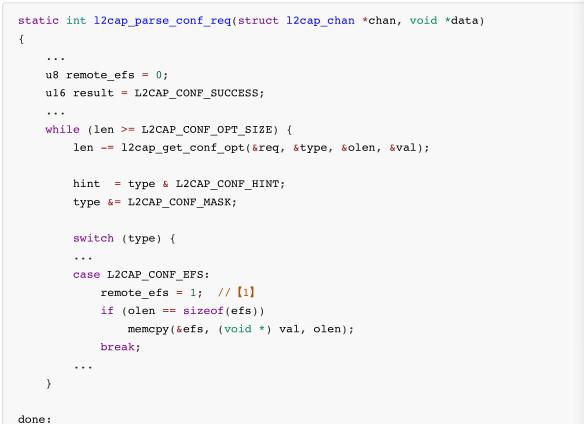 static int l2cap_parse_conf_req(struct l2cap_chan *chan, void *data)
{
...
u8 remote_efs = 0;
u16 result = L2CAP_CONF_SUCCESS;
...
while (len >= L2CAP_CONF_OPT_SIZE) {
len -= l2cap_get_conf_opt(&req, &type, &olen, &val);
hint  = type & L2CAP_CONF_HINT;
type &= L2CAP_CONF_MASK;
switch (type) {
...
case L2CAP_CONF_EFS:
remote_efs = 1;  //【1】
if (olen == sizeof(efs))
memcpy(&efs, (void *) val, olen);
break;
...
}
done: